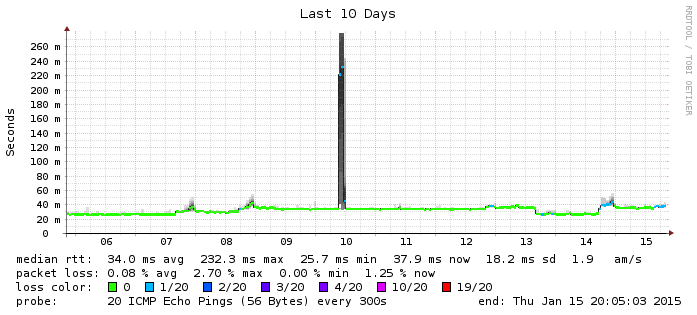 Last 10 Days
RRDTOOL / TOBI OETIKER
Seconds
260 m
240 m
220 m
200 m
180 m
160 m
140 m
120 m
100 m
80 m
60 m
40 m
20 m
0
06 07 08 09 10 11 12 13 14 15
median rtt: 34.0 ms avg 232.3 ms max 25.7 ms min 37.9 ms now 18.2 ms sd 1.9 am/s
packet loss: 0.08 % avg 2.70 % max 0.00 % min 1.25 % now
loss color: 0 1/20 2/20 3/20 4/20 10/20 19/20
probe: 20 ICMP Echo Pings (56 Bytes) every 300s end: Thu Jan 15 20:05:03 2015